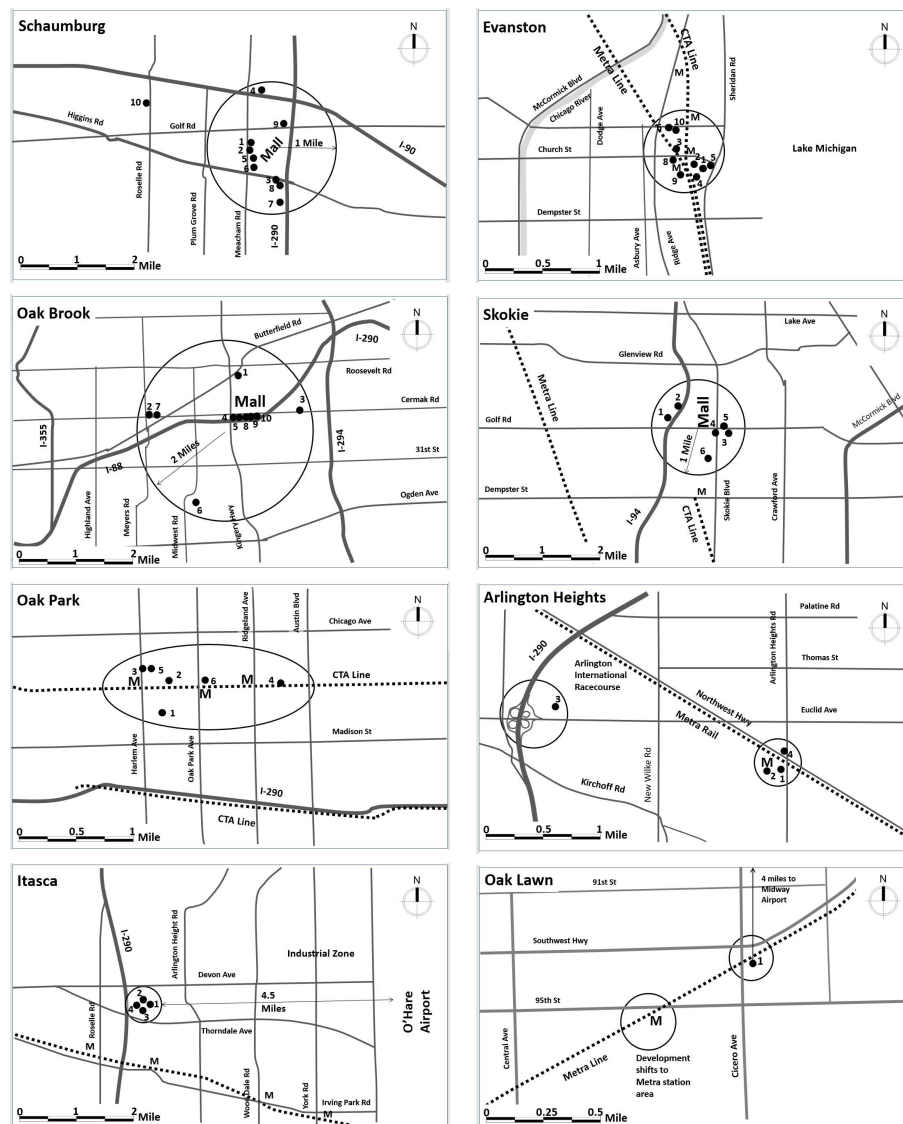 Schaumburg
N
4
10
Higgins Rd
Golf Rd
9
1
2
5
6
Mall
1 Mile
3
8
7
I-90
Roselle Rd
Plum Grove Rd
Meacham Rd
I-290
0 1 2
Mile
Evanston
N
CTA Line
Metra Line
M
Sheridan Rd
McCormick Blvd
Chicago River
Dodge Ave
M
10
6
3
Church St
M
2
1
5
8
M
9
4
Lake Michigan
Dempster St
Asbury Ave
Ridge Ave
0 0.5 1
Mile
Oak Brook
N
Butterfield Rd
I-290
Roosevelt Rd
1
Mall
3
Cermak Rd
2 7
4
5 8 9 10
I-355
2 Miles
I-294
31st St
I-88
Highland Ave
Meyers Rd
Midwest Rd
6
Kingery Hwy
Ogden Ave
0 1 2
Mile
Skokie
N
Lake Ave
Glenview Rd
Metra Line
2
1
Mall
Golf Rd
4
5
3
McCormick Blvd
1 Mile
6
Dempster St
M
I-94
CTA Line
Skokie Blvd
Crawford Ave
0 1 2
Mile
Oak Park
N
Ridgeland Ave
Austin Blvd
Chicago Ave
3 5
2
6
4
M
M
M
CTA Line
1
Madison St
Harlem Ave
Oak Park Ave
I-290
CTA Line
0 0.5 1
Mile
Arlington Heights
N
Palatine Rd
I-290
Arlington Heights Rd
Arlington
International
Racecourse
Thomas St
3
Northwest Hwy
Metra Rail
Euclid Ave
New Wilke Rd
4
M
2 1
Kirchoff Rd
0 0.5 1
Mile
Itasca
N
I-290
Arlington Height Rd
Industrial Zone
Devon Ave
2
4 1
3
4.5
Miles
O'Hare
Airport
Roselle Rd
Thorndale Ave
M
M
Wood Dale Rd
M
York Rd
Irving Park Rd
M
0 1 2
Mile
Oak Lawn
N
91st St
4 miles to
Midway
Airport
Southwest Hwy
1
95th St
M
Central Ave
Metra Line
Development
shifts to
Metra station
area
Cicero Ave
0 0.25 0.5
Mile